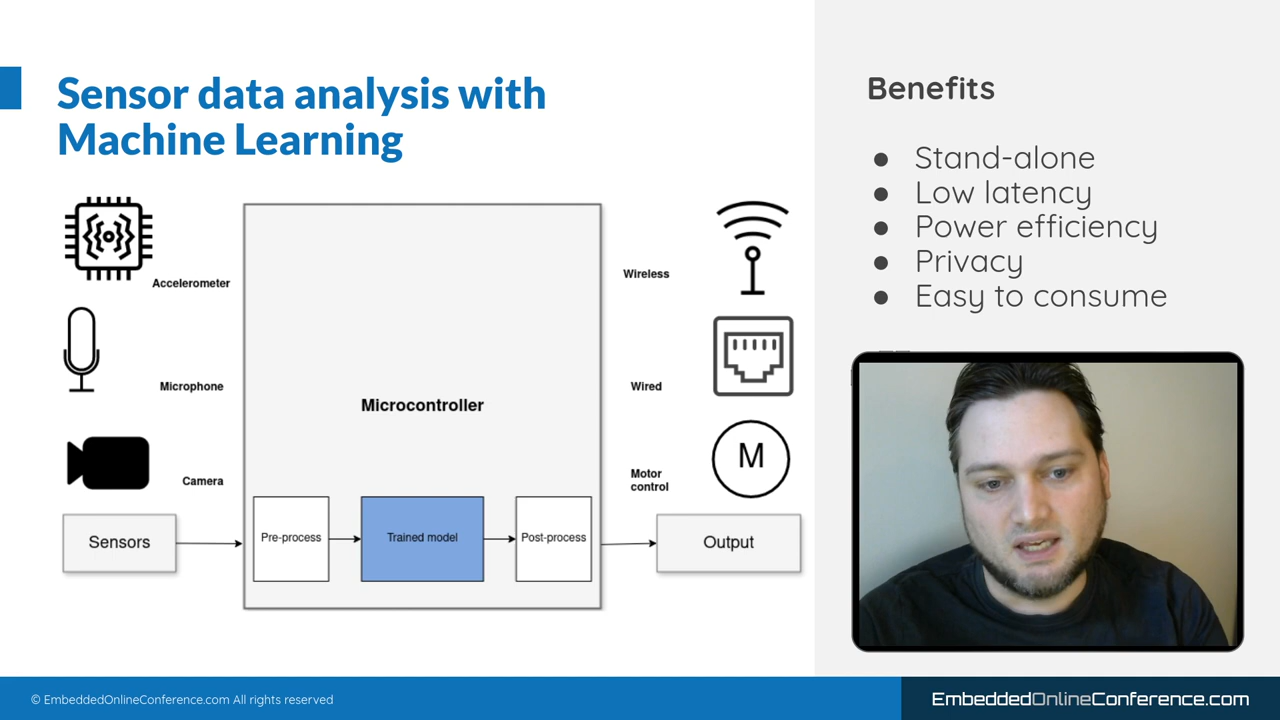 Sensor data analysis with
Machine Learning
Accelerometer
Microphone
Camera
Sensors
Microcontroller
Pre-process
Trained model
Post-process
Wireless
Wired
M
Motor
control
Output
Benefits
● Stand-alone
● Low latency
● Power efficiency
● Privacy
● Easy to consume
© EmbeddedOnlineConference.com All rights reserved
EmbeddedOnlineConference.com